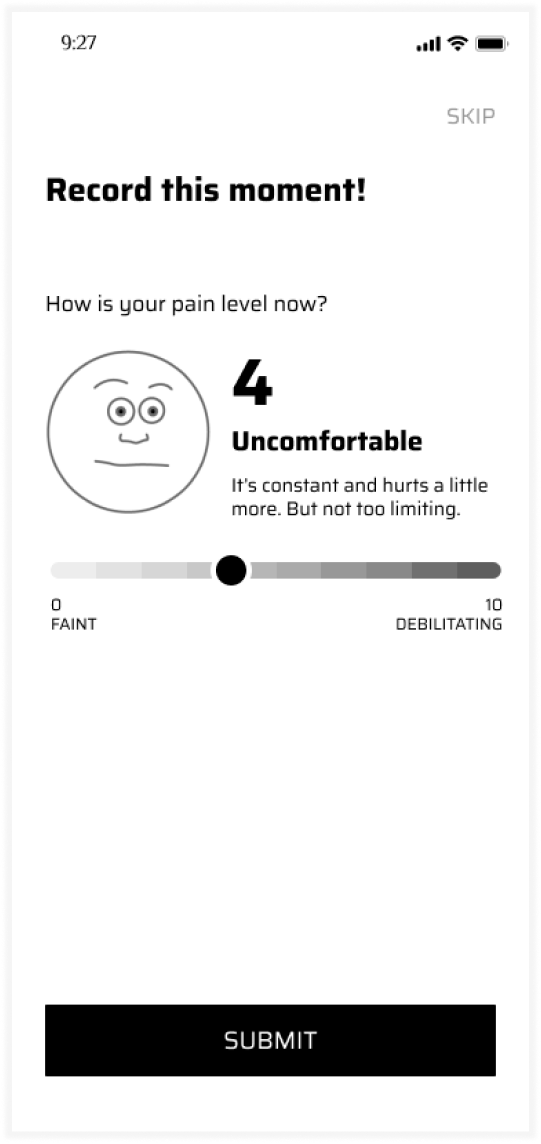 9:27
SKIP
Record this moment!
How is your pain level now?
4
Uncomfortable
It's constant and hurts a little
more. But not too limiting.
0
10
FAINT
DEBILITATING
SUBMIT